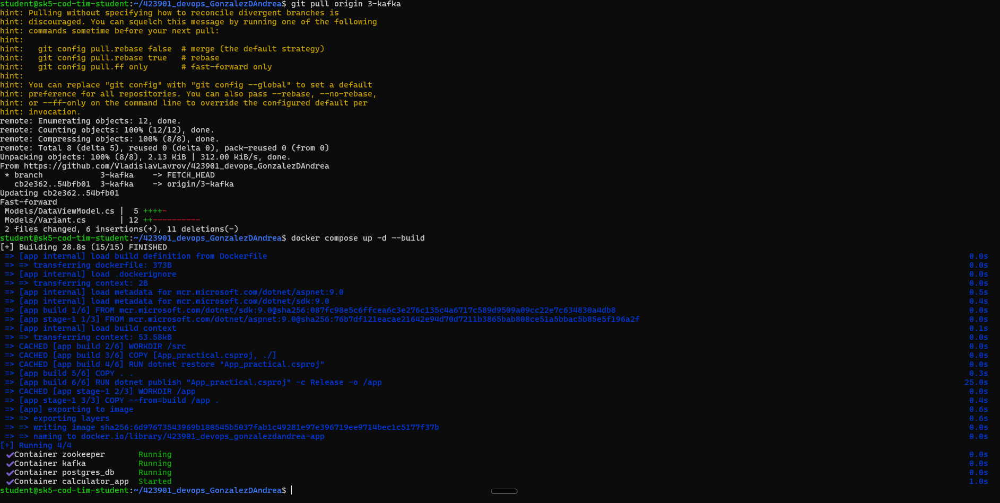 student@sk5-cod-tim-student:~/423901_devops_GonzalezDAndrea$ git pull origin 3-kafka
hint: Pulling without specifying how to reconcile divergent branches is
hint: discouraged. You can squelch this message by running one of the following
hint: commands sometime before your next pull:
hint:
hint:   git config pull.rebase false  # merge (the default strategy)
hint:   git config pull.rebase true   # rebase
hint:   git config pull.ff only       # fast-forward only
hint:
hint: You can replace "git config" with "git config --global" to set a default
hint: preference for all repositories. You can also pass --rebase, --no-rebase,
hint: or --ff-only on the command line to override the configured default per
hint: invocation.
remote: Enumerating objects: 12, done.
remote: Counting objects: 100% (12/12), done.
remote: Compressing objects: 100% (8/8), done.
remote: Total 8 (delta 5), reused 0 (delta 0), pack-reused 0 (from 0)
Unpacking objects: 100% (8/8), 2.13 KiB | 312.00 KiB/s, done.
From https://github.com/VladislavLavrov/423901_devops_GonzalezDAndrea
 * branch            3-kafka    -> FETCH_HEAD
   cb2e362..54bfb01  3-kafka    -> origin/3-kafka
Updating cb2e362..54bfb01
Fast-forward
 Models/DataViewModel.cs |  5 ++++-
 Models/Variant.cs       | 12 ++----------
 2 files changed, 6 insertions(+), 11 deletions(-)
student@sk5-cod-tim-student:~/423901_devops_GonzalezDAndrea$ docker compose up -d --build
[+] Building 28.8s (15/15) FINISHED
 => [app internal] load build definition from Dockerfile 0.0s
 => => transferring dockerfile: 373B 0.0s
 => [app internal] load .dockerignore 0.0s
 => => transferring context: 2B 0.0s
 => [app internal] load metadata for mcr.microsoft.com/dotnet/aspnet:9.0 0.5s
 => [app internal] load metadata for mcr.microsoft.com/dotnet/sdk:9.0 0.4s
 => [app build 1/6] FROM mcr.microsoft.com/dotnet/sdk:9.0@sha256:087fc98e5c6ffcea6c3e276c135c4a6717c589d9509a09cc22e7c634830a4db8 0.0s
 => [app stage-1 1/3] FROM mcr.microsoft.com/dotnet/aspnet:9.0@sha256:76b7df121eacae21642e94d70d7211b3865bab808ce51a5bbac5b85e5f196a2f 0.0s
 => [app internal] load build context 0.1s
 => => transferring context: 53.58kB 0.0s
 => CACHED [app build 2/6] WORKDIR /src 0.0s
 => CACHED [app build 3/6] COPY [App_practical.csproj, ./] 0.0s
 => CACHED [app build 4/6] RUN dotnet restore "App_practical.csproj" 0.0s
 => [app build 5/6] COPY . . 0.3s
 => [app build 6/6] RUN dotnet publish "App_practical.csproj" -c Release -o /app 25.0s
 => CACHED [app stage-1 2/3] WORKDIR /app 0.0s
 => [app stage-1 3/3] COPY --from=build /app . 0.4s
 => [app] exporting to image 0.6s
 => => exporting layers 0.6s
 => => writing image sha256:6d97673543969b180545b5037fab1c49281e97e396719ee9714bec1c5177f37b 0.0s
 => => naming to docker.io/library/423901_devops_gonzalezdandrea-app 0.0s
[+] Running 4/4
 ✔Container zookeeper       Running 0.0s
 ✔Container kafka           Running 0.0s
 ✔Container postgres_db     Running 0.0s
 ✔Container calculator_app  Started 1.0s
student@sk5-cod-tim-student:~/423901_devops_GonzalezDAndrea$